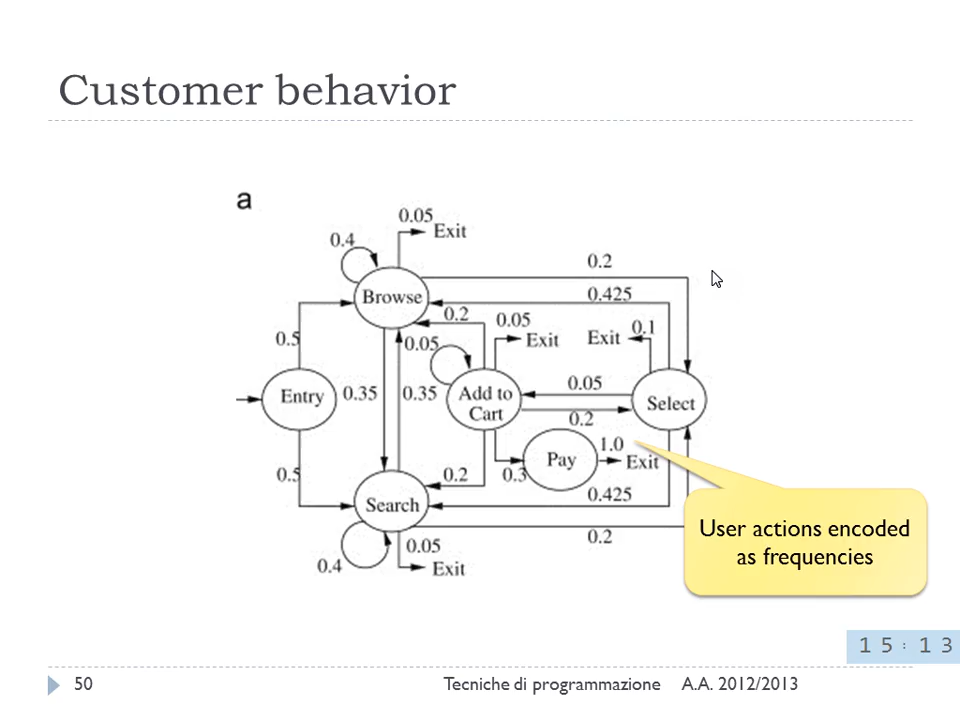 Customer behavior
a
0.05
Exit
0.4
0.2
Browse
0.425
0.2
0.05
Exit
Exit
0.1
0.5
0.05
Entry
0.35
0.35
Add to
Cart
0.05
0.2
Select
Pay
1.0
Exit
0.5
0.2
0.3
0.425
Search
0.2
0.05
Exit
0.4
User actions encoded
as frequencies
15:13
50
Tecniche di programmazione
A.A. 2012/2013